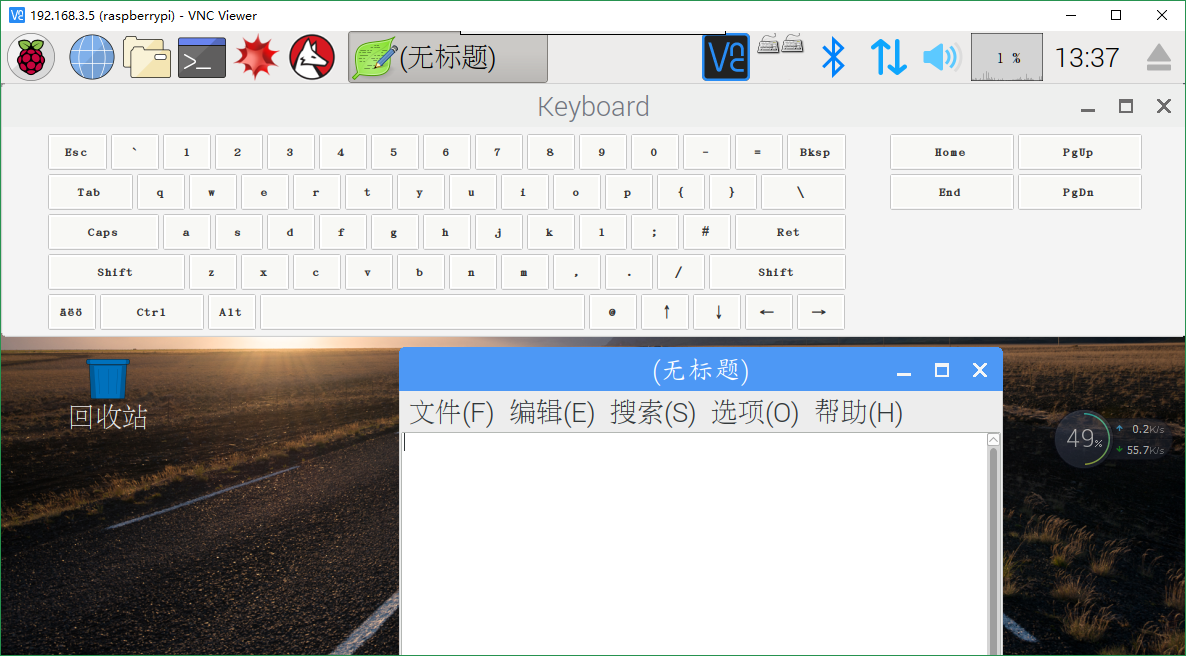 192.168.3.5 (raspberrypi) - VNC Viewer
(无标题)
1 %
13:37
Keyboard
Esc ` 1 2 3 4 5 6 7 8 9 0 - = Bksp Home PgUp
Tab q w e r t y u i o p { } \ End PgDn
Caps a s d f g h j k l ; # Ret
Shift z x c v b n m , . / Shift
äëö Ctrl Alt @ ↑ ↓ ← →
回收站
(无标题)
文件(F) 编辑(E) 搜索(S) 选项(O) 帮助(H)
49%
↑ 0.2K/s
↓ 55.7K/s